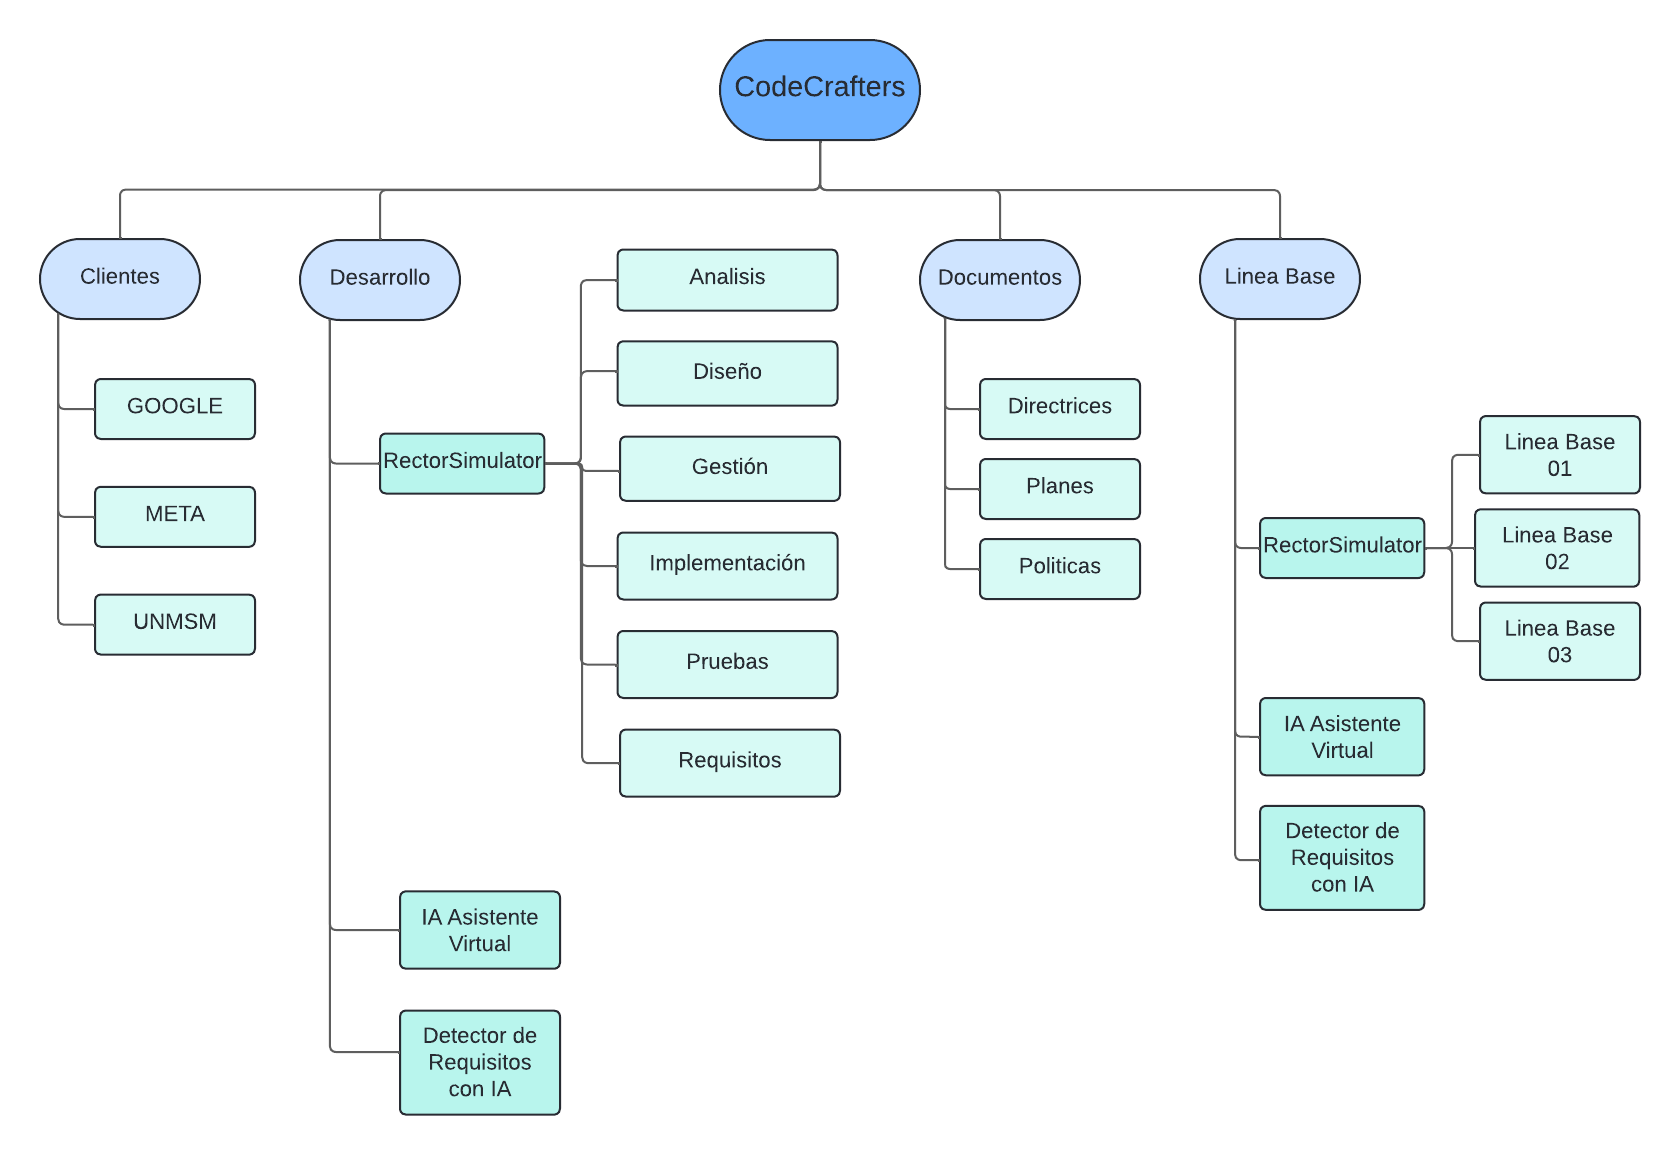 CodeCrafters
Clientes
GOOGLE
META
UNMSM
Desarrollo
RectorSimulator
Analisis
Diseño
Gestión
Implementación
Pruebas
Requisitos
IA Asistente
Virtual
Detector de
Requisitos
con IA
Documentos
Directrices
Planes
Politicas
Linea Base
RectorSimulator
Linea Base
01
Linea Base
02
Linea Base
03
IA Asistente
Virtual
Detector de
Requisitos
con IA